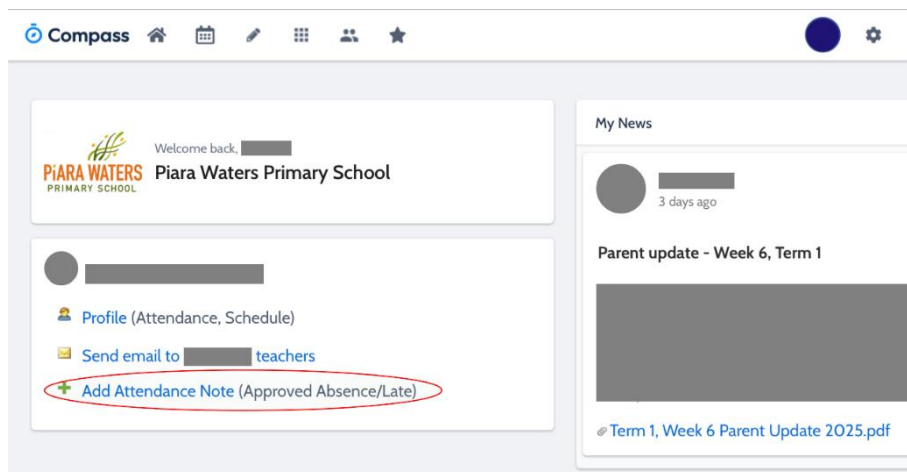 Compass
Welcome back,
PiARA WATERS
PRIMARY SCHOOL
Piara Waters Primary School
Profile (Attendance, Schedule)
Send email to teachers
Add Attendance Note (Approved Absence/Late)
My News
3 days ago
Parent update - Week 6, Term 1
Term 1, Week 6 Parent Update 2025.pdf